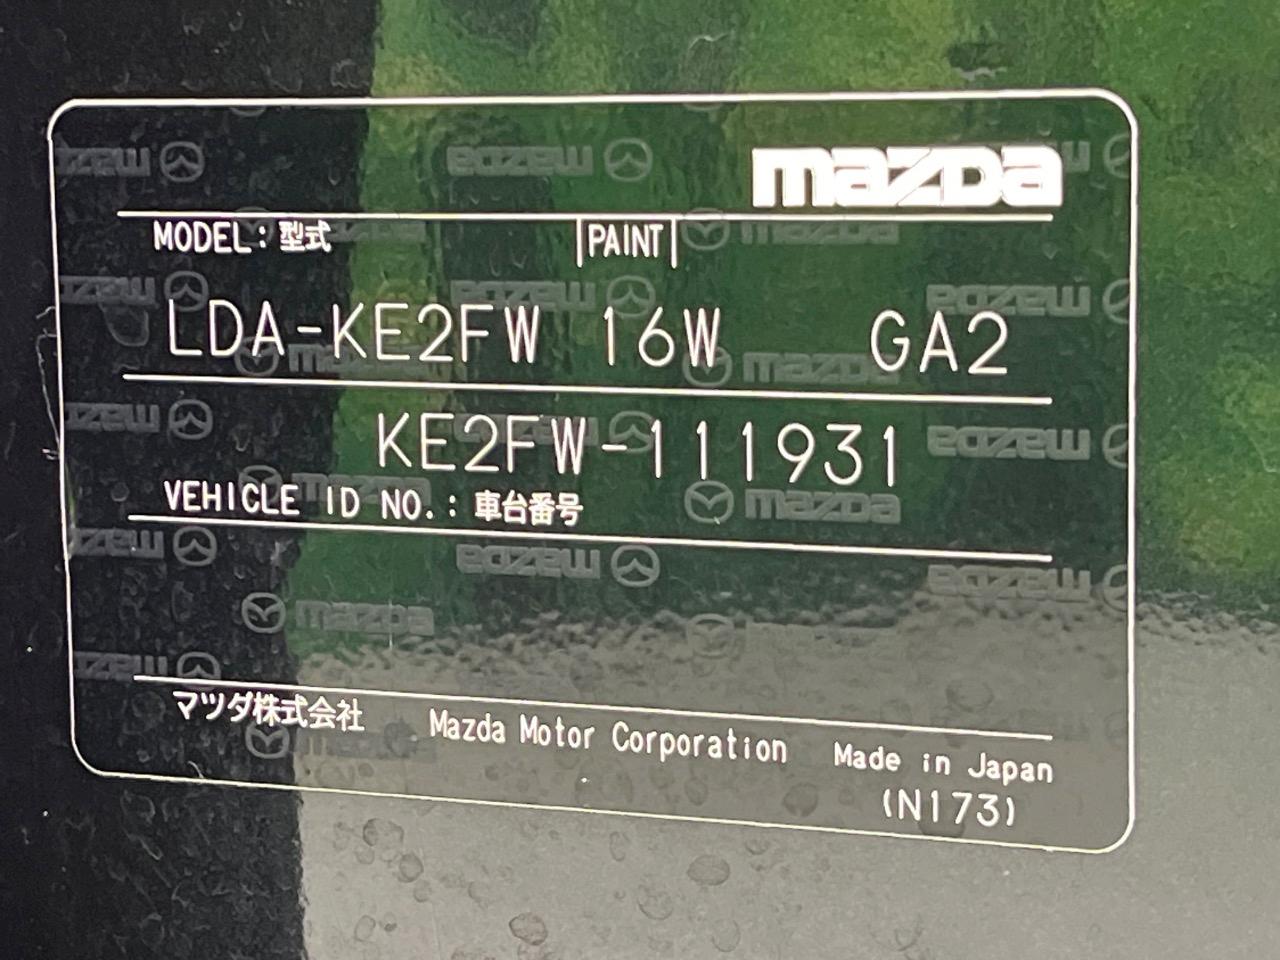 mazda
MODEL: 型式 PAINT
LDA-KE2FW 16W GA2
KE2FW-111931
VEHICLE ID NO.: 車台番号
マツダ株式会社 Mazda Motor Corporation Made in Japan
(N173)